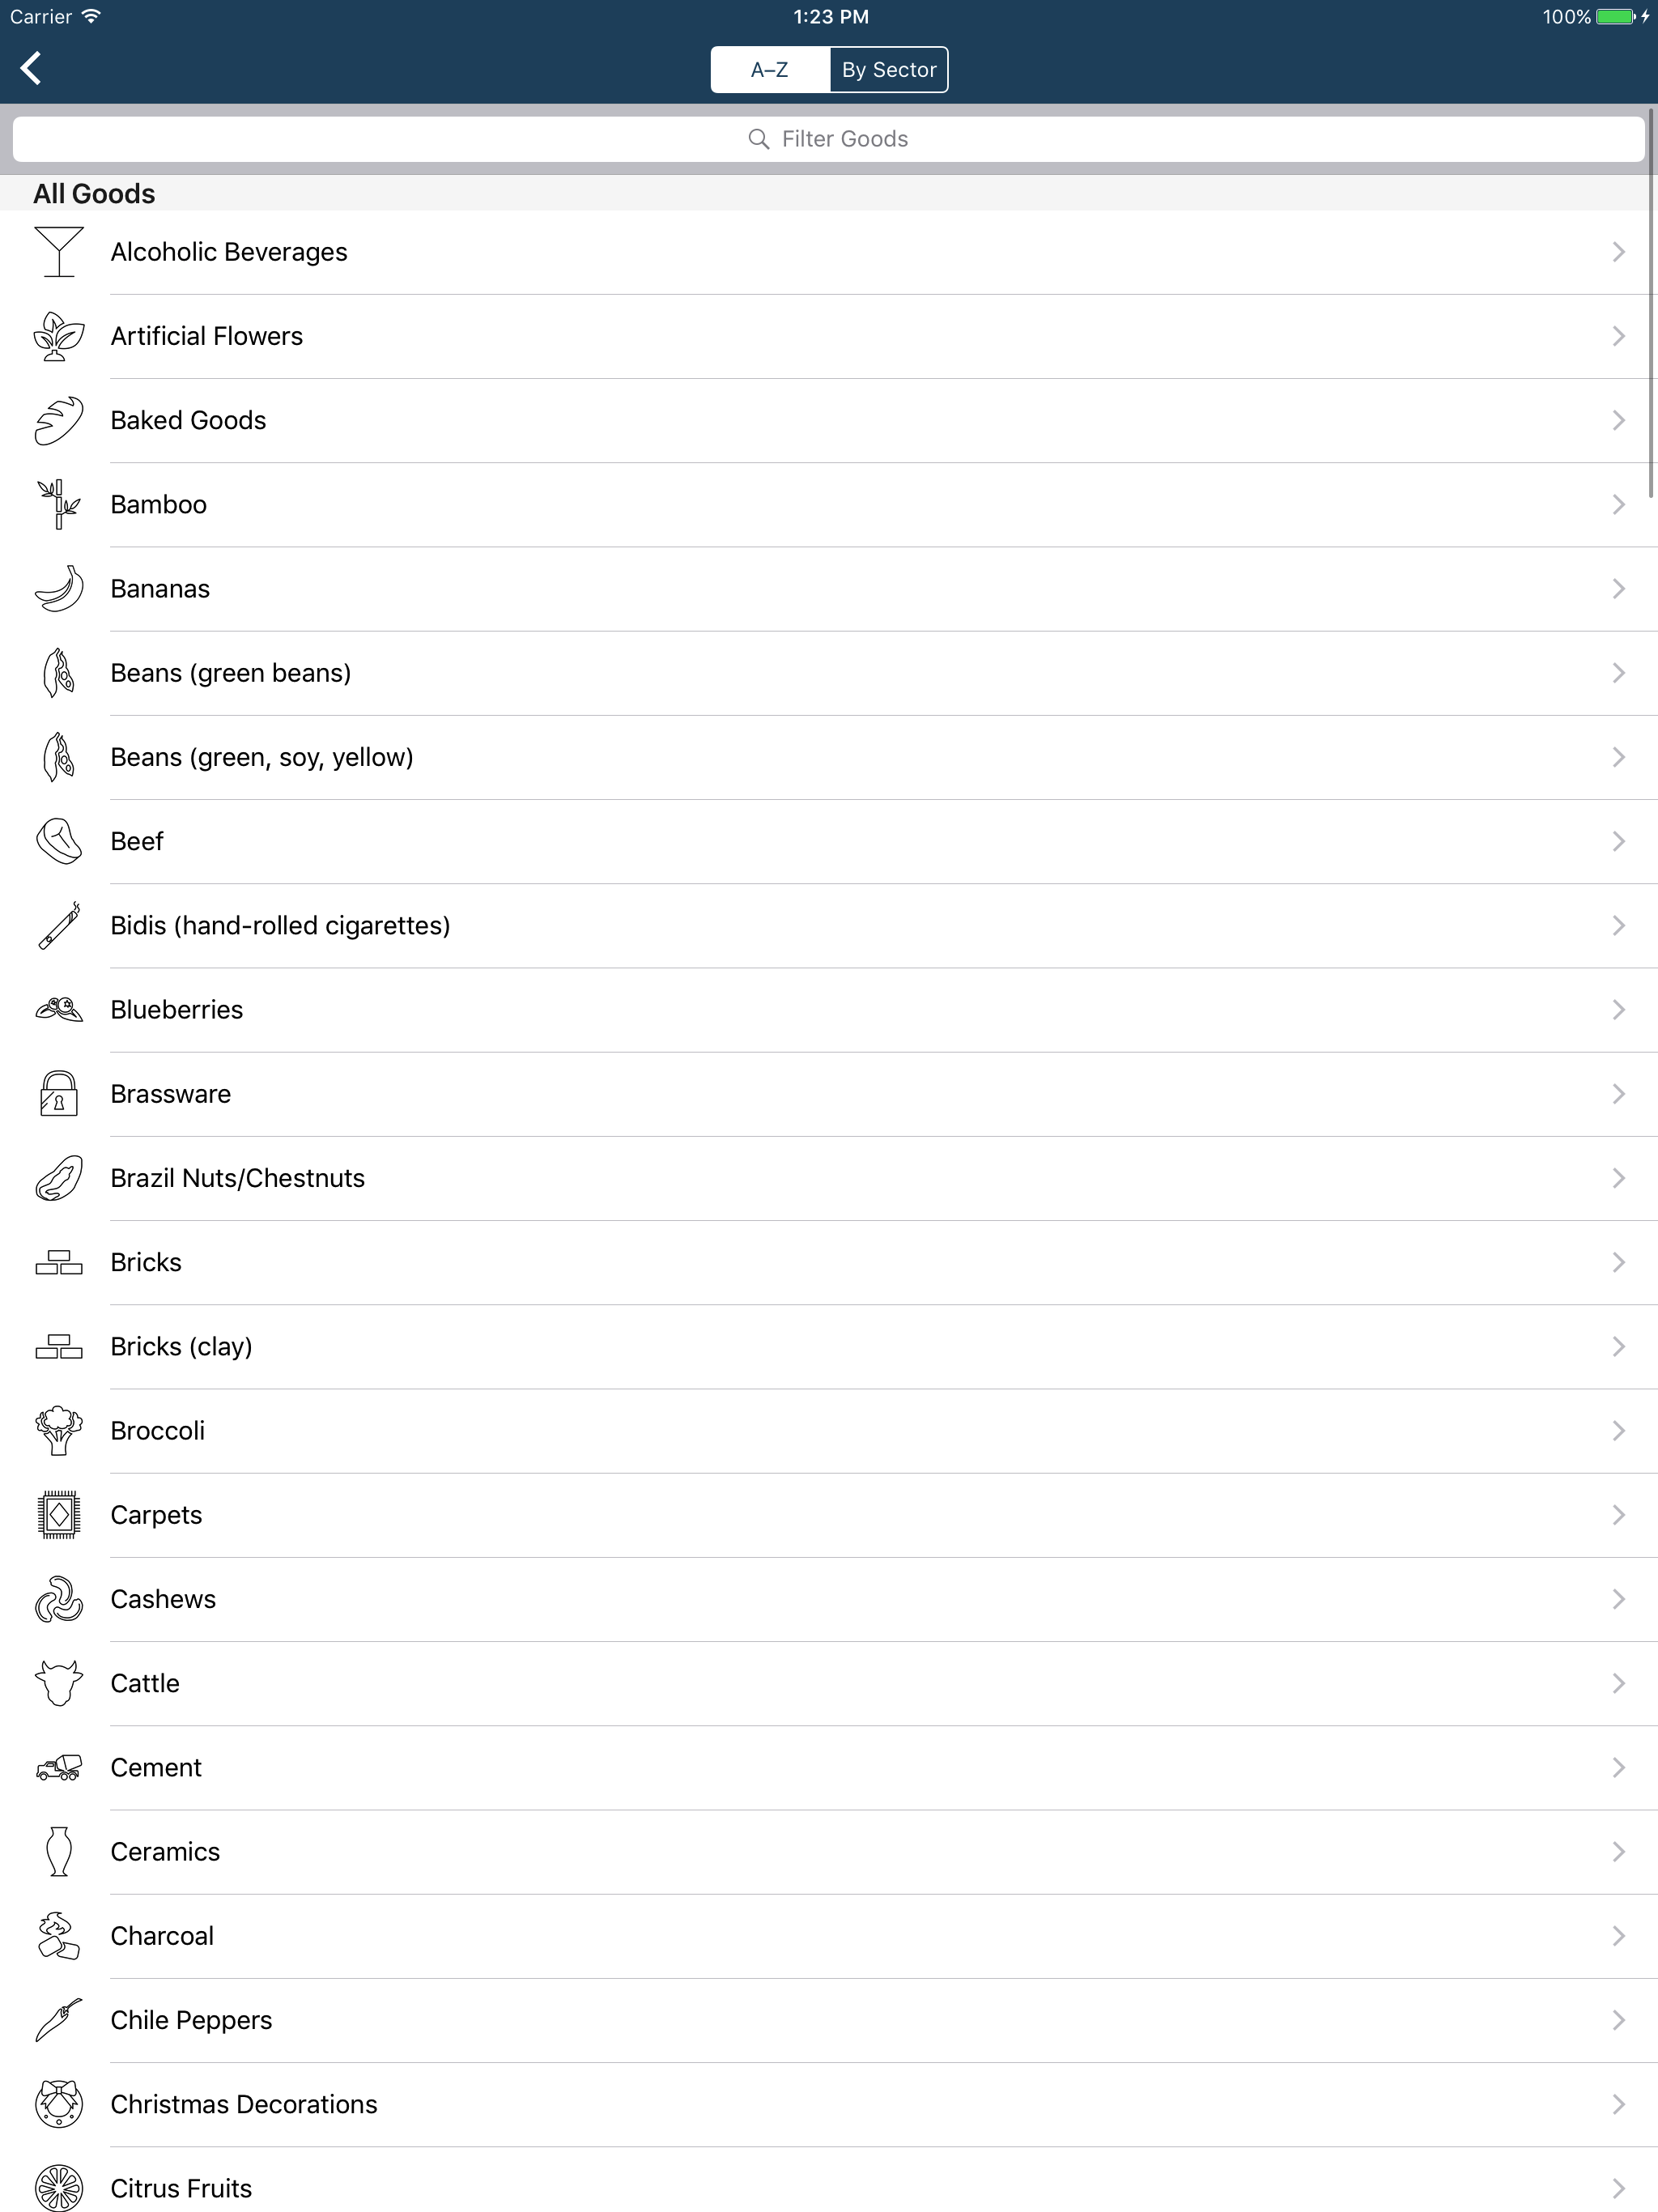 Carrier 1:23 PM 100%
A–Z By Sector
Filter Goods
All Goods
Alcoholic Beverages
Artificial Flowers
Baked Goods
Bamboo
Bananas
Beans (green beans)
Beans (green, soy, yellow)
Beef
Bidis (hand-rolled cigarettes)
Blueberries
Brassware
Brazil Nuts/Chestnuts
Bricks
Bricks (clay)
Broccoli
Carpets
Cashews
Cattle
Cement
Ceramics
Charcoal
Chile Peppers
Christmas Decorations
Citrus Fruits